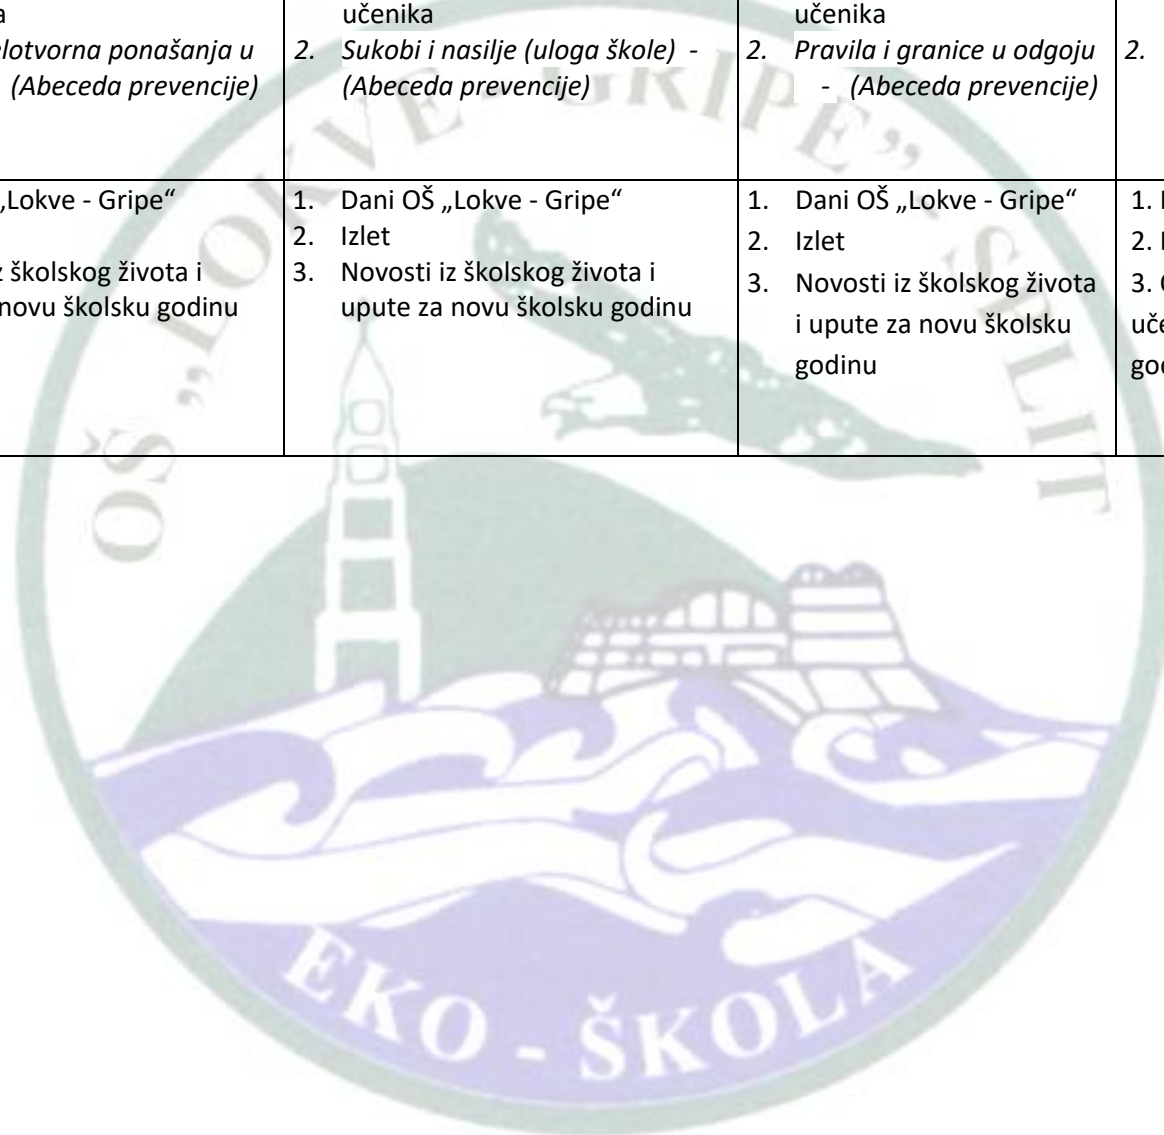 a
elotvorna ponašanja u
(Abeceda prevencije)
učenika
2. Sukobi i nasilje (uloga škole) -
(Abeceda prevencije)
učenika
2. Pravila i granice u odgoju
- (Abeceda prevencije)
2.
„Lokve - Gripe“
z školskog života i
novu školsku godinu
1. Dani OŠ „Lokve - Gripe“
2. Izlet
3. Novosti iz školskog života i
upute za novu školsku godinu
1. Dani OŠ „Lokve - Gripe“
2. Izlet
3. Novosti iz školskog života
i upute za novu školsku
godinu
1.
2.
3.
uče
OŠ „LOKVE - GRIPE” - SPLIT
EKO - ŠKOLA